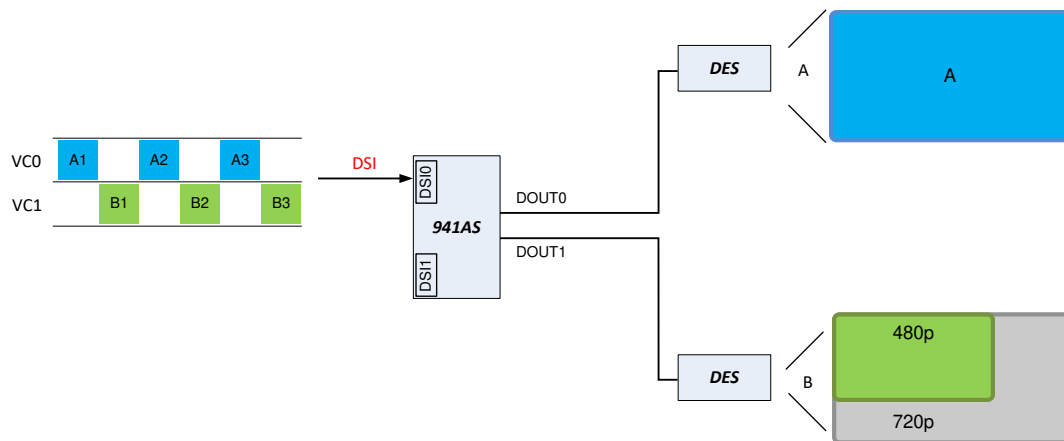 VC0
A1
A2
A3
VC1
B1
B2
B3
DSI
DSI0
941AS
DSI1
DOUT0
DOUT1
DES
A
A
DES
B
480p
720p